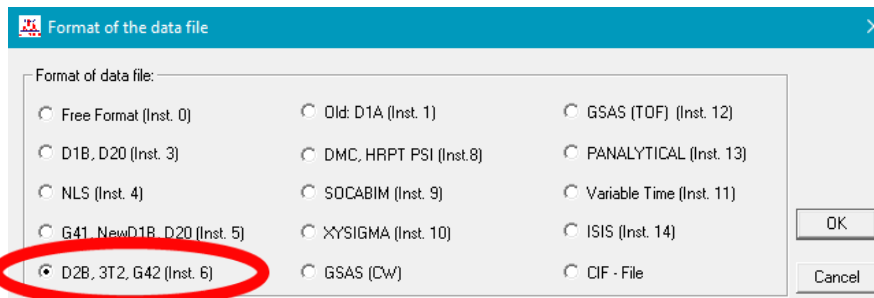 Format of the data file
Format of data file:
Free Format (Inst. 0)
Old: D1A (Inst. 1)
GSAS (TOF) (Inst. 12)
D1B, D20 (Inst. 3)
DMC, HRPT PSI (Inst.8)
PANALYTICAL (Inst. 13)
NLS (Inst. 4)
SOCABIM (Inst. 9)
Variable Time (Inst. 11)
G41, NewD1B, D20 (Inst. 5)
XYSIGMA (Inst. 10)
ISIS (Inst. 14)
OK
D2B, 3T2, G42 (Inst. 6)
GSAS (CW)
CIF - File
Cancel